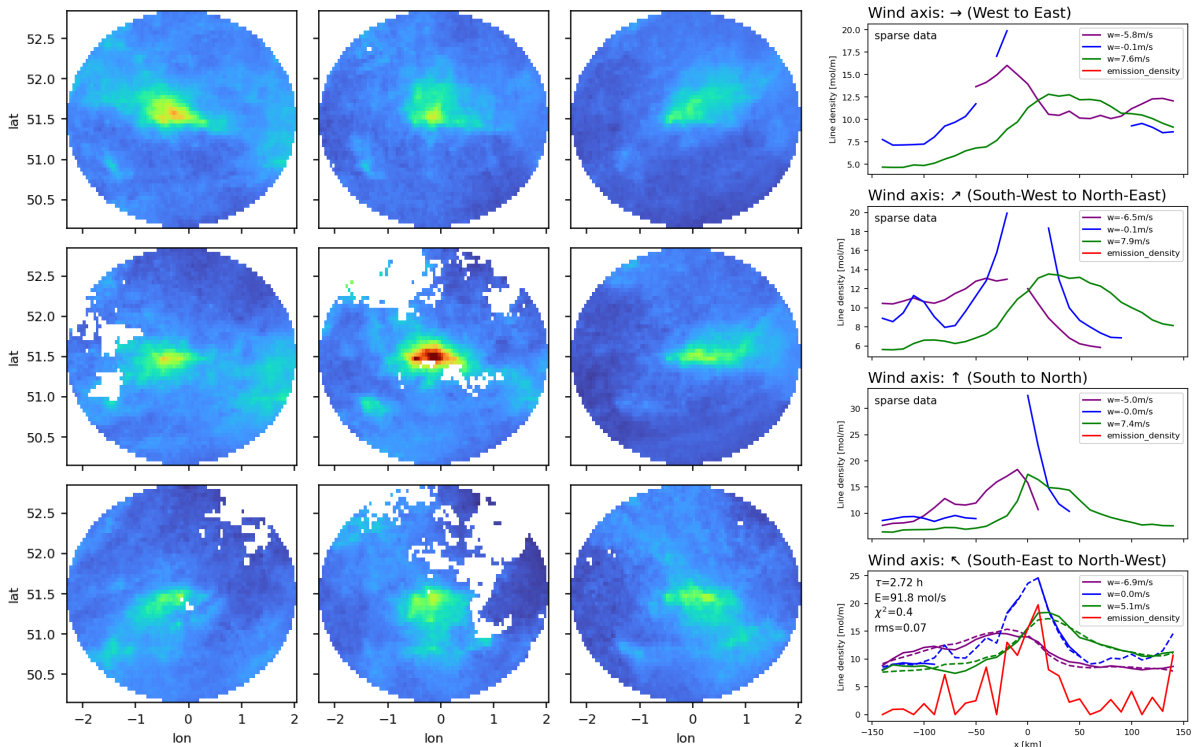 52.5
52.0
51.5
51.0
50.5
lat
52.5
52.0
51.5
51.0
50.5
lat
52.5
52.0
51.5
51.0
50.5
lat
−2 −1 0 1 2
−2 −1 0 1 2
−2 −1 0 1 2
lon
lon
lon
Wind axis: → (West to East)
sparse data
w=-5.8m/s
w=-0.1m/s
w=7.6m/s
emission_density
Line density [mol/m]
20.0
17.5
15.0
12.5
10.0
7.5
5.0
Wind axis: ↗ (South-West to North-East)
sparse data
w=-6.5m/s
w=-0.1m/s
w=7.9m/s
emission_density
Line density [mol/m]
20
18
16
14
12
10
8
6
Wind axis: ↑ (South to North)
sparse data
w=-5.0m/s
w=-0.0m/s
w=7.4m/s
emission_density
Line density [mol/m]
30
25
20
15
10
Wind axis: ↖ (South-East to North-West)
τ=2.72 h
E=91.8 mol/s
χ²=0.4
rms=0.07
w=-6.9m/s
w=0.0m/s
w=5.1m/s
emission_density
Line density [mol/m]
25
20
15
10
5
0
−150 −100 −50 0 50 100 150
x [km]